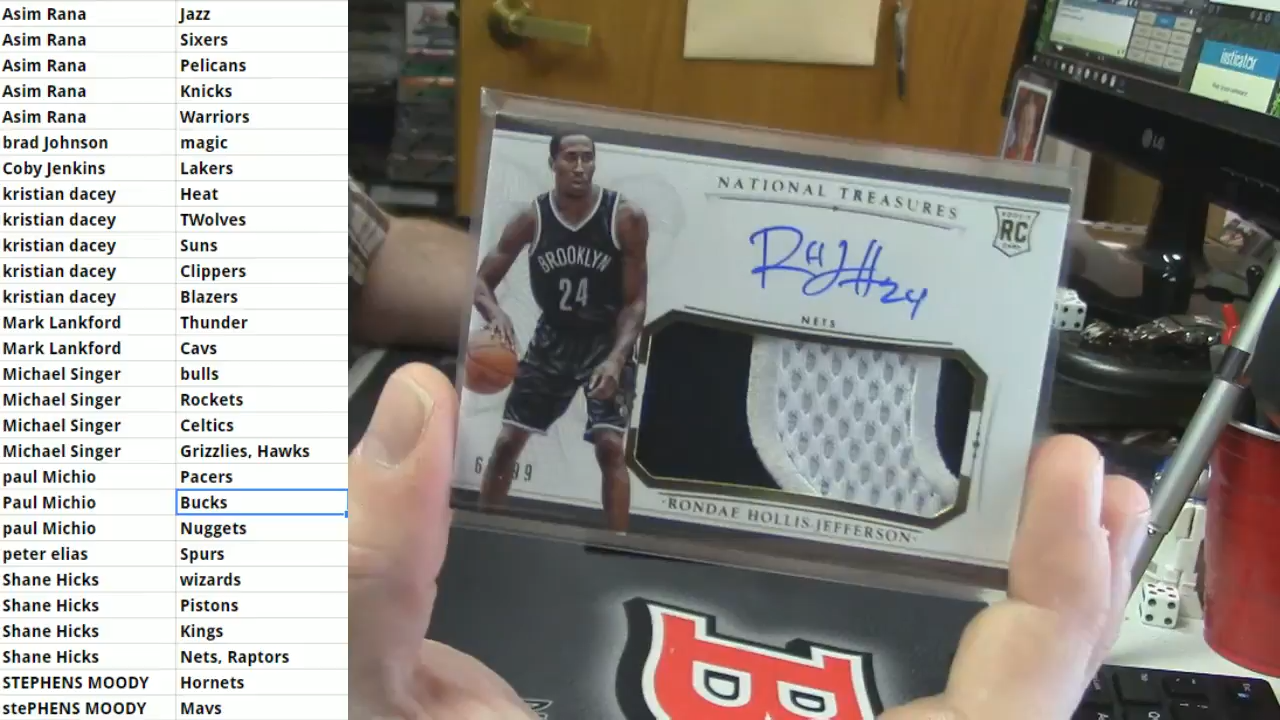 Asim Rana Jazz
Asim Rana Sixers
Asim Rana Pelicans
Asim Rana Knicks
Asim Rana Warriors
brad Johnson magic
Coby Jenkins Lakers
kristian dacey Heat
kristian dacey TWolves
kristian dacey Suns
kristian dacey Clippers
kristian dacey Blazers
Mark Lankford Thunder
Mark Lankford Cavs
Michael Singer bulls
Michael Singer Rockets
Michael Singer Celtics
Michael Singer Grizzlies, Hawks
paul Michio Pacers
Paul Michio Bucks
paul Michio Nuggets
peter elias Spurs
Shane Hicks wizards
Shane Hicks Pistons
Shane Hicks Kings
Shane Hicks Nets, Raptors
STEPHENS MOODY Hornets
stePHENS MOODY Mavs
NATIONAL TREASURES
ROOKIE
RC
CARD
RHJ #24
NETS
BROOKLYN
24
·RONDAE HOLLIS-JEFFERSON·
LG
B